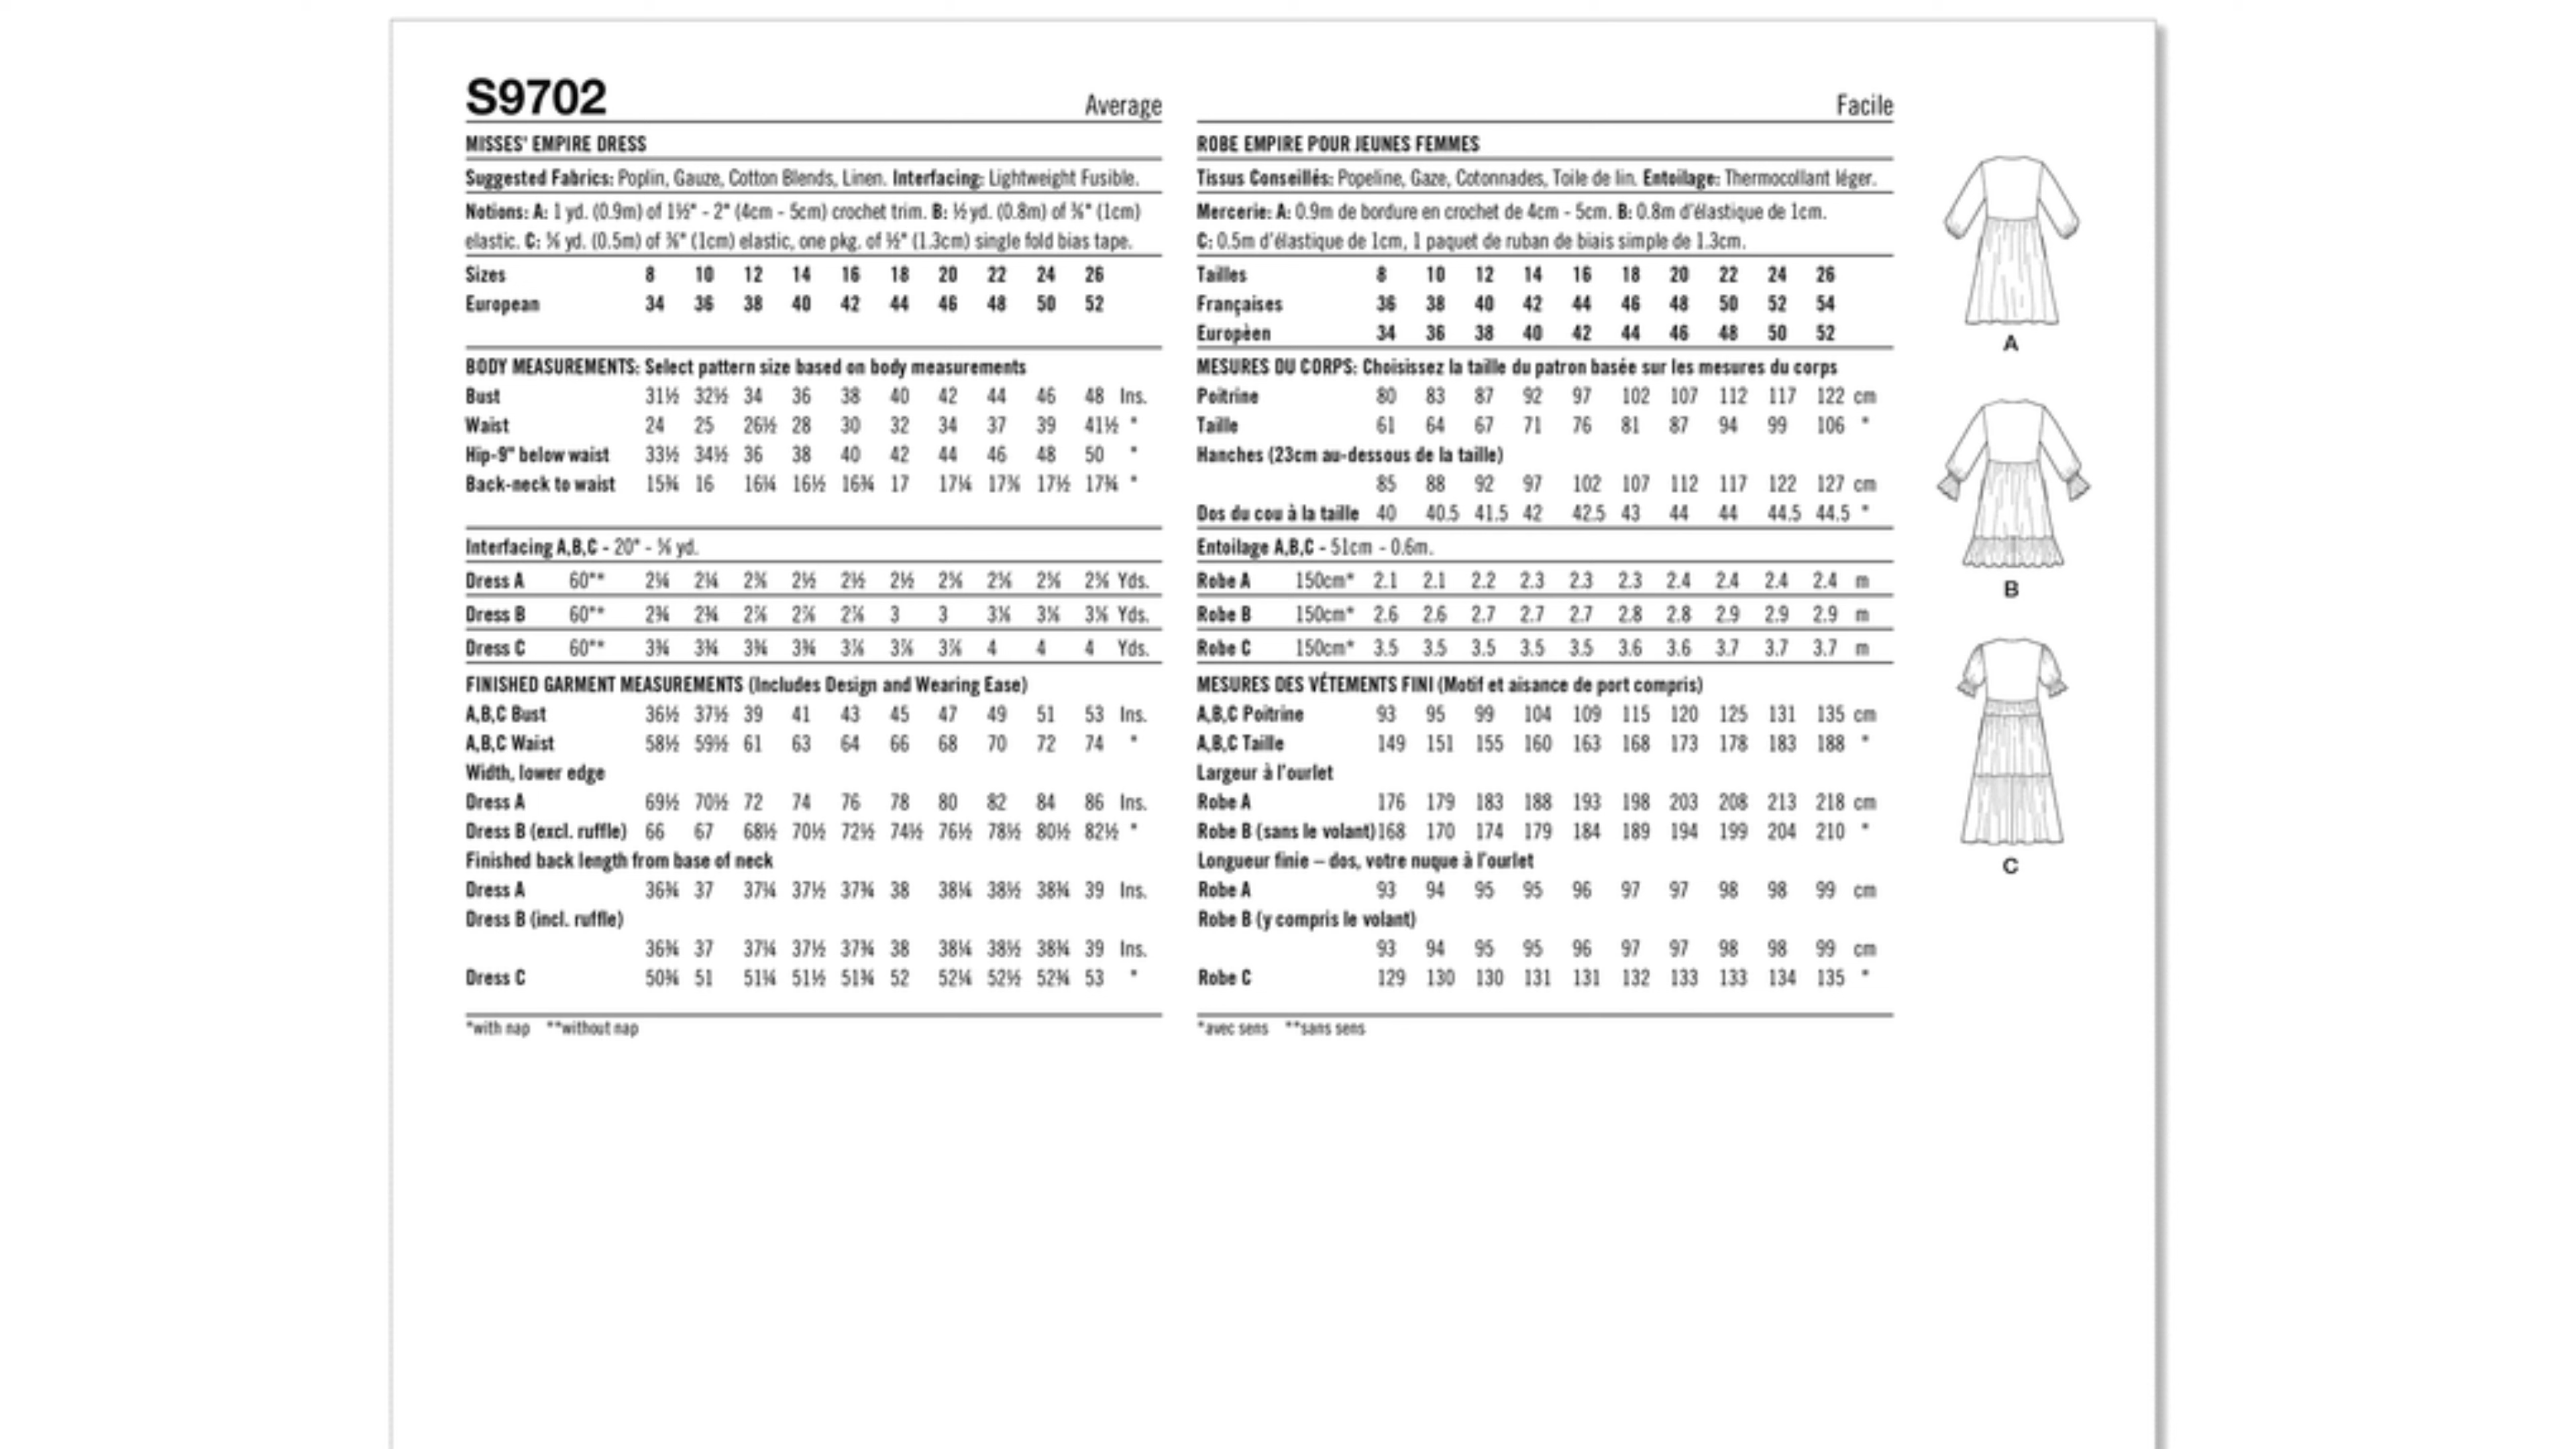 S9702 Average
MISSES' EMPIRE DRESS
Suggested Fabrics: Poplin, Gauze, Cotton Blends, Linen. Interfacing: Lightweight Fusible.
Notions: A: 1 yd. (0.9m) of 1½" - 2" (4cm - 5cm) crochet trim. B: yd. (0.8m) of ⅜" (1cm)
elastic. C: ⅝ yd. (0.5m) of ⅜" (1cm) elastic, one pkg. of ½" (1.3cm) single fold bias tape.
Sizes 8 10 12 14 16 18 20 22 24 26
European 34 36 38 40 42 44 46 48 50 52
BODY MEASUREMENTS: Select pattern size based on body measurements
Bust 31½ 32½ 34 36 38 40 42 44 46 48 Ins.
Waist 24 25 26½ 28 30 32 34 37 39 41½ "
Hip-9" below waist 33½ 34½ 36 38 40 42 44 46 48 50 "
Back-neck to waist 15¾ 16 16¼ 16½ 16¾ 17 17¼ 17⅜ 17½ 17¾ "
Interfacing A,B,C - 20" - ⅝ yd.
Dress A 60"* 2¼ 2¼ 2⅜ 2½ 2½ 2½ 2⅝ 2⅝ 2⅝ 2⅝ Yds.
Dress B 60"* 2¾ 2¾ 2⅞ 2⅞ 2⅞ 3 3 3⅛ 3⅛ 3⅛ Yds.
Dress C 60"* 3¾ 3¾ 3¾ 3¾ 3⅞ 3⅞ 3⅞ 4 4 4 Yds.
FINISHED GARMENT MEASUREMENTS (Includes Design and Wearing Ease)
A,B,C Bust 36½ 37½ 39 41 43 45 47 49 51 53 Ins.
A,B,C Waist 58½ 59½ 61 63 64 66 68 70 72 74 "
Width, lower edge
Dress A 69½ 70½ 72 74 76 78 80 82 84 86 Ins.
Dress B (excl. ruffle) 66 67 68½ 70½ 72½ 74½ 76½ 78½ 80½ 82½ "
Finished back length from base of neck
Dress A 36¾ 37 37¼ 37½ 37¾ 38 38¼ 38½ 38¾ 39 Ins.
Dress B (incl. ruffle)
36¾ 37 37¼ 37½ 37¾ 38 38¼ 38½ 38¾ 39 Ins.
Dress C 50¾ 51 51¼ 51½ 51¾ 52 52¼ 52½ 52¾ 53 "
*with nap **without nap
Facile
ROBE EMPIRE POUR JEUNES FEMMES
Tissus Conseillés: Popeline, Gaze, Cotonnades, Toile de lin. Entoilage: Thermocollant léger.
Mercerie: A: 0.9m de bordure en crochet de 4cm - 5cm. B: 0.8m d'élastique de 1cm.
C: 0.5m d'élastique de 1cm, 1 paquet de ruban de biais simple de 1.3cm.
Tailles 8 10 12 14 16 18 20 22 24 26
Françaises 36 38 40 42 44 46 48 50 52 54
Europèen 34 36 38 40 42 44 46 48 50 52
MESURES DU CORPS: Choisissez la taille du patron basée sur les mesures du corps
Poitrine 80 83 87 92 97 102 107 112 117 122 cm
Taille 61 64 67 71 76 81 87 94 99 106 "
Hanches (23cm au-dessous de la taille)
85 88 92 97 102 107 112 117 122 127 cm
Dos du cou à la taille 40 40.5 41.5 42 42.5 43 44 44 44.5 44.5 "
Entoilage A,B,C - 51cm - 0.6m.
Robe A 150cm* 2.1 2.1 2.2 2.3 2.3 2.3 2.4 2.4 2.4 2.4 m
Robe B 150cm* 2.6 2.6 2.7 2.7 2.7 2.8 2.8 2.9 2.9 2.9 m
Robe C 150cm* 3.5 3.5 3.5 3.5 3.5 3.6 3.6 3.7 3.7 3.7 m
MESURES DES VÉTEMENTS FINI (Motif et aisance de port compris)
A,B,C Poitrine 93 95 99 104 109 115 120 125 131 135 cm
A,B,C Taille 149 151 155 160 163 168 173 178 183 188 "
Largeur à l'ourlet
Robe A 176 179 183 188 193 198 203 208 213 218 cm
Robe B (sans le volant) 168 170 174 179 184 189 194 199 204 210 "
Longueur finie – dos, votre nuque à l'ourlet
Robe A 93 94 95 95 96 97 97 98 98 99 cm
Robe B (y compris le volant)
93 94 95 95 96 97 97 98 98 99 cm
Robe C 129 130 130 131 131 132 133 133 134 135 "
*avec sens **sans sens
A
B
C